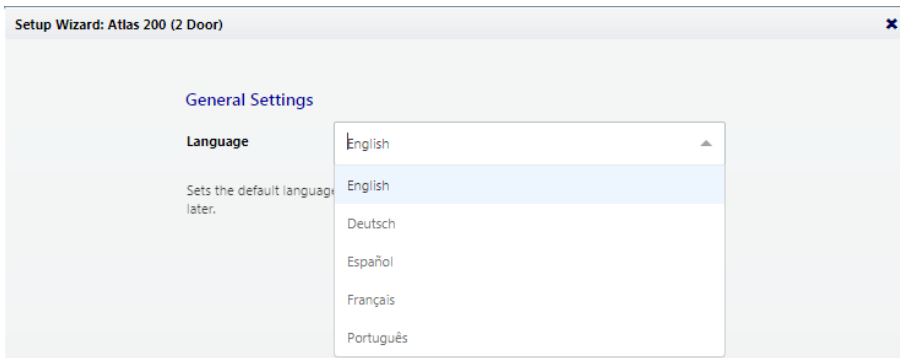 Setup Wizard: Atlas 200 (2 Door)
General Settings
Language
English
English
Sets the default language
later.
Deutsch
Español
Français
Português